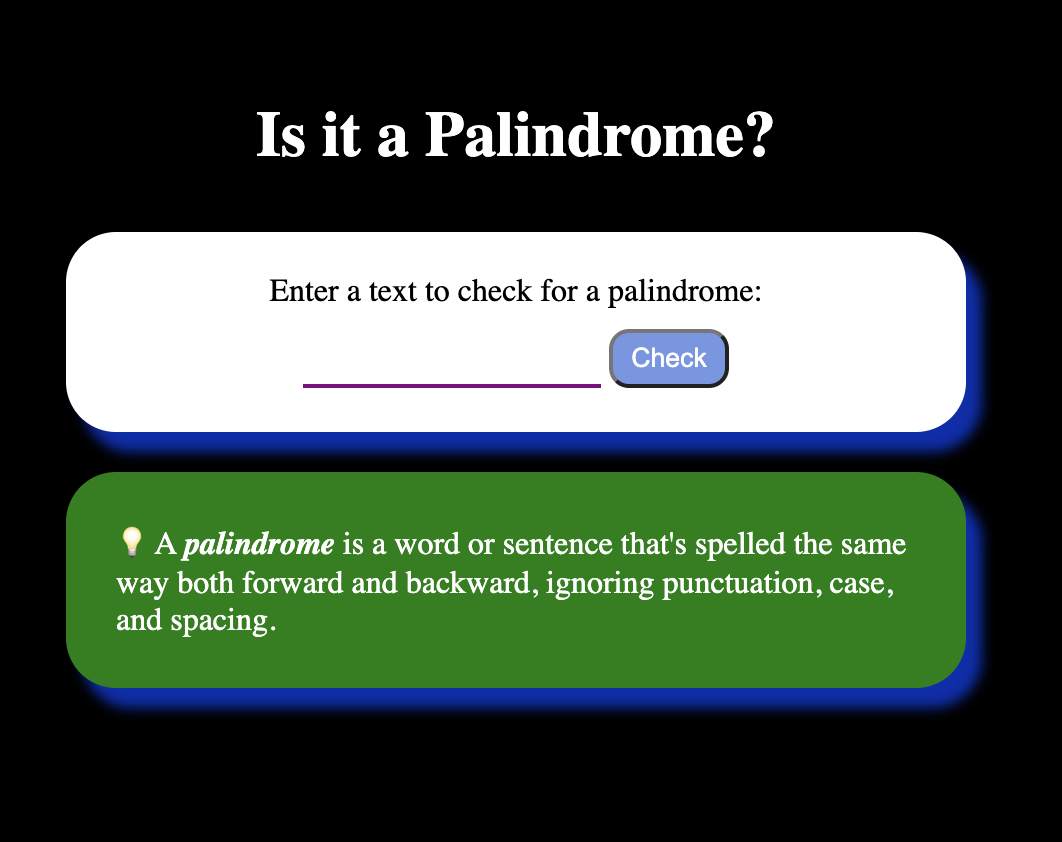 Is it a Palindrome?
Enter a text to check for a palindrome:
Check
💡 A palindrome is a word or sentence that's spelled the same
way both forward and backward, ignoring punctuation, case,
and spacing.